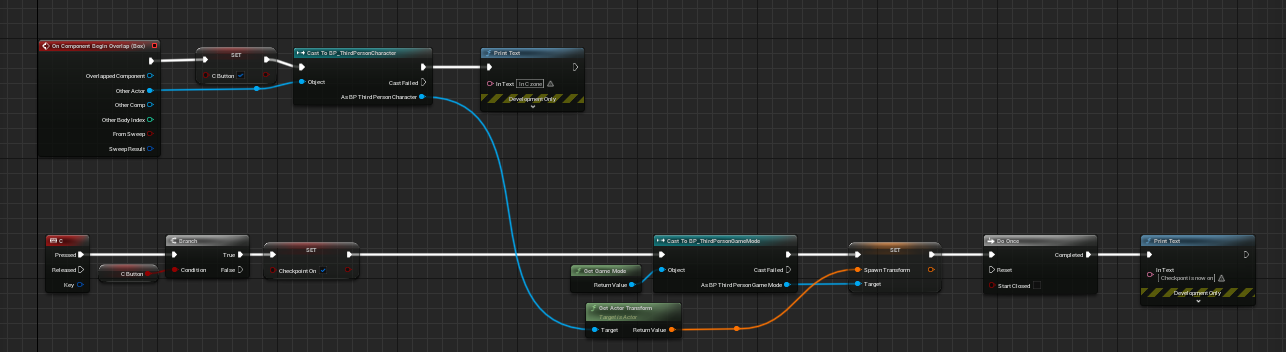 On Component Begin Overlap (Box)
Overlapped Component
Other Actor
Other Comp
Other Body Index
From Sweep
Sweep Result
SET
C Button
Cast To BP_ThirdPersonCharacter
Object
Cast Failed
As BP Third Person Character
Print Text
In Text In C zone
Development Only
C
Pressed
Released
Key
C Button
Branch
True
Condition
False
SET
Checkpoint On
Get Game Mode
Return Value
Get Actor Transform
Target is Actor
Target
Return Value
Cast To BP_ThirdPersonGameMode
Object
Cast Failed
As BP Third Person Game Mode
SET
Spawn Transform
Target
Do Once
Completed
Reset
Start Closed
Print Text
In Text
Checkpoint is now on
Development Only